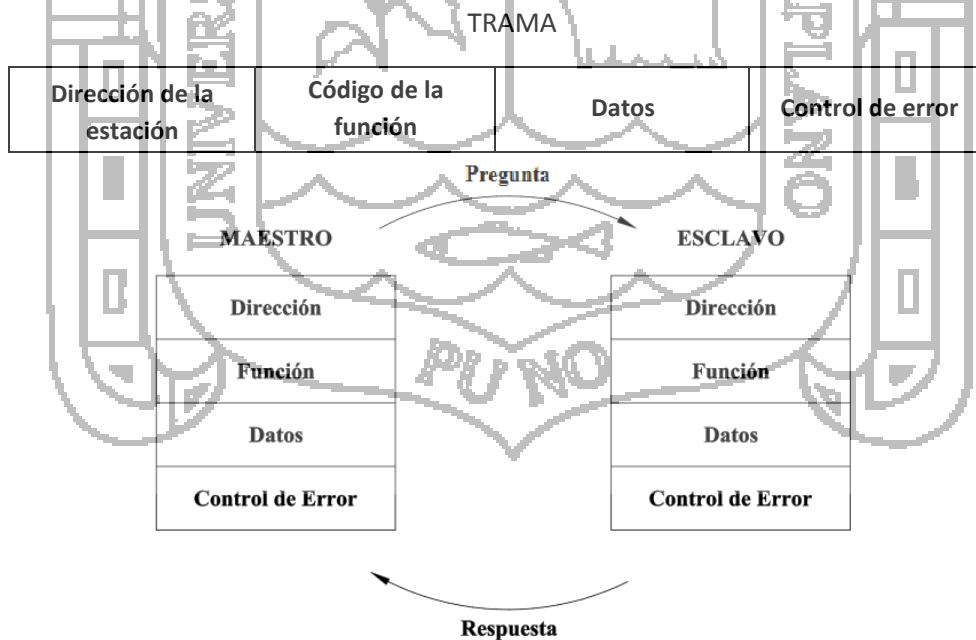 TRAMA
Dirección de la estación
Código de la función
Datos
Control de error
Pregunta
MAESTRO
ESCLAVO
Dirección
Dirección
Función
Función
Datos
Datos
Control de Error
Control de Error
Respuesta
PUNO